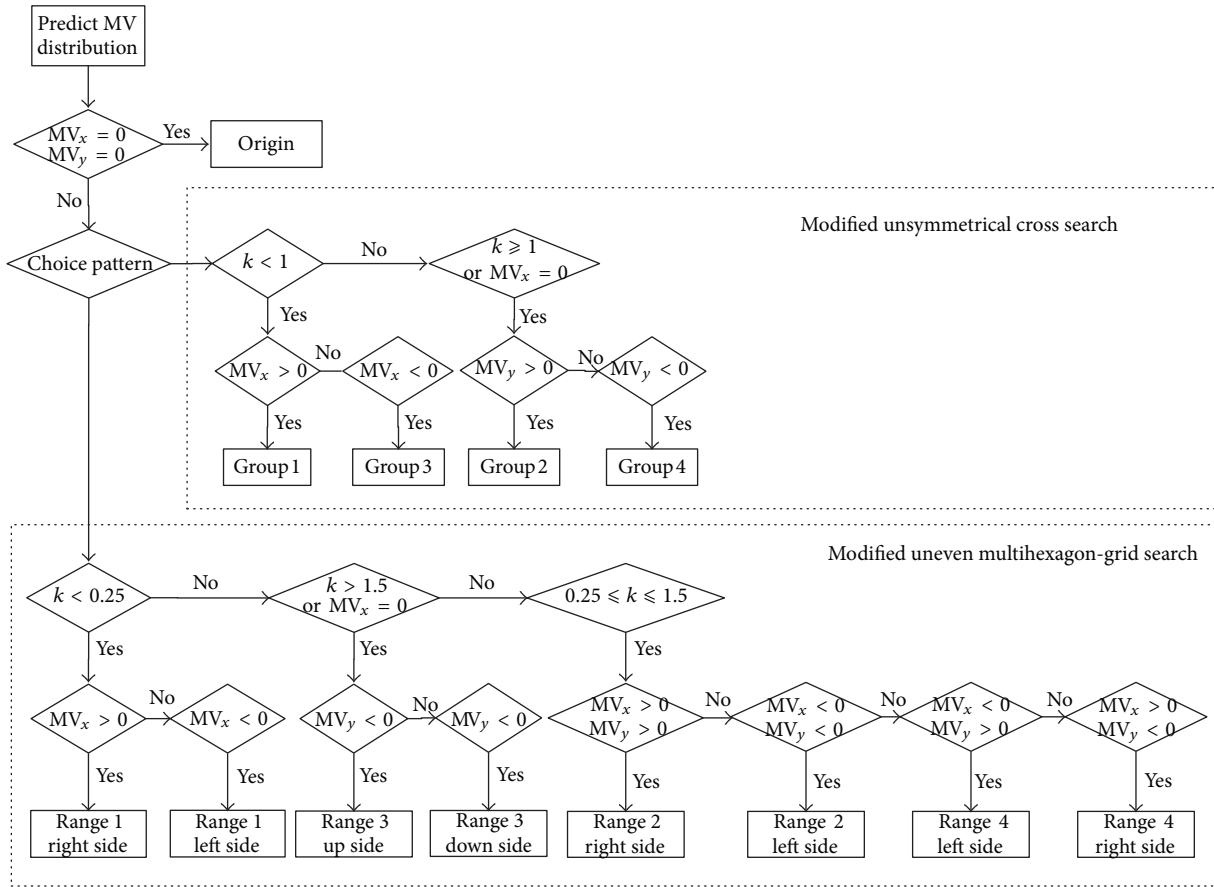 Predict MV
distribution
MVx = 0
MVy = 0
Yes
Origin
No
Modified unsymmetrical cross search
Choice pattern
k < 1
No
k ⩾ 1
or MVx = 0
Yes
Yes
MVx > 0
No
MVx < 0
MVy > 0
No
MVy < 0
Yes
Yes
Yes
Yes
Group 1
Group 3
Group 2
Group 4
Modified uneven multihexagon-grid search
k < 0.25
No
k > 1.5
or MVx = 0
No
0.25 ⩽ k ⩽ 1.5
Yes
Yes
Yes
MVx > 0
No
MVx < 0
MVy < 0
No
MVy < 0
MVx > 0
MVy > 0
No
MVx < 0
MVy < 0
No
MVx < 0
MVy > 0
No
MVx > 0
MVy < 0
Yes
Yes
Yes
Yes
Yes
Yes
Yes
Yes
Range 1
right side
Range 1
left side
Range 3
up side
Range 3
down side
Range 2
right side
Range 2
left side
Range 4
left side
Range 4
right side